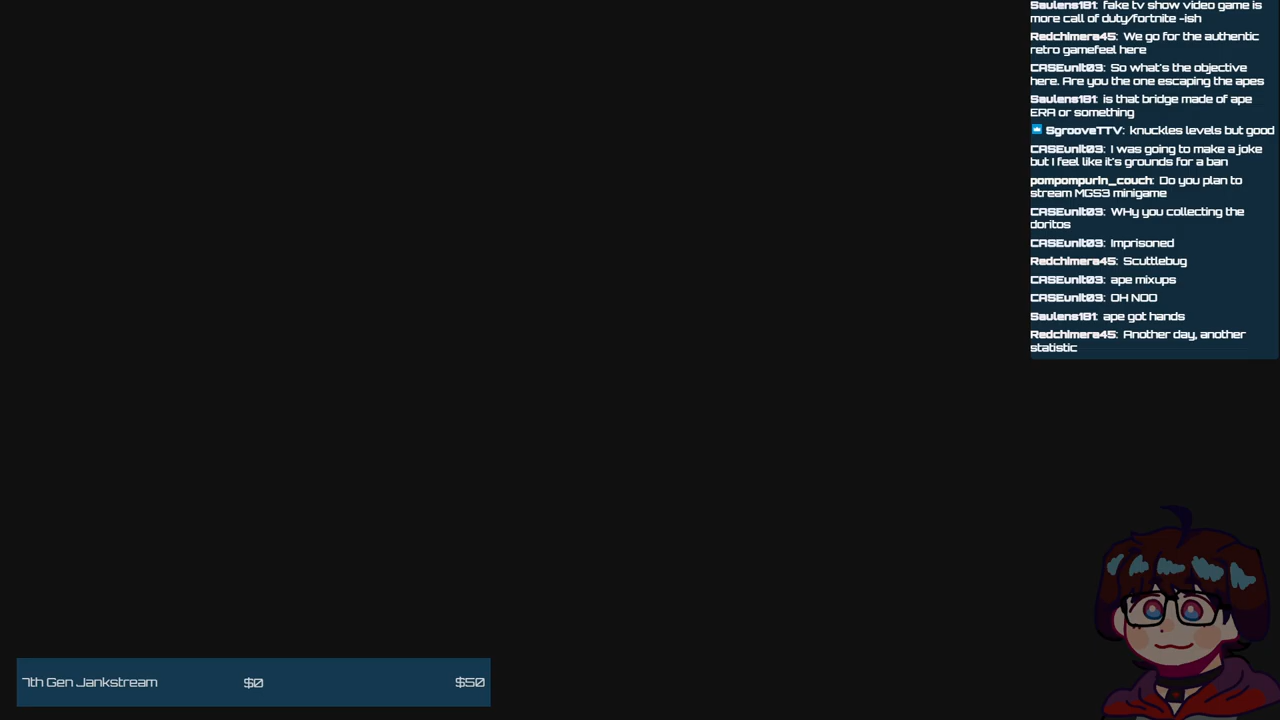 Saulens181: fake tv show video game is
more call of duty/fortnite -ish
Redchimera45: We go for the authentic
retro gamefeel here
CASEunit03: So what's the objective
here. Are you the one escaping the apes
Saulens181: is that bridge made of ape
ERA or something
SgrooveTTV: knuckles levels but good
CASEunit03: I was going to make a joke
but I feel like it's grounds for a ban
pompompurin_couch: Do you plan to
stream MGS3 minigame
CASEunit03: WHy you collecting the
doritos
CASEunit03: Imprisoned
Redchimera45: Scuttlebug
CASEunit03: ape mixups
CASEunit03: OH NOO
Saulens181: ape got hands
Redchimera45: Another day, another
statistic
7th Gen Jankstream $0 $50